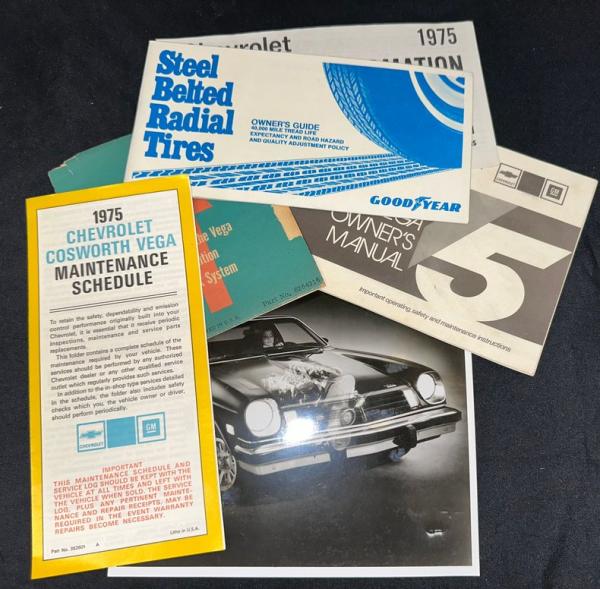 Chevrolet
1975
Steel
Belted
Radial
Tires
OWNER'S GUIDE
40,000 MILE TREAD LIFE
EXPECTANCY AND ROAD HAZARD
AND QUALITY ADJUSTMENT POLICY
GOODYEAR
1975
CHEVROLET
COSWORTH VEGA
MAINTENANCE
SCHEDULE
To retain the safety, dependability and emission
control performance originally built into your
Chevrolet, it is essential that it receive periodic
inspections, maintenance and service parts
replacements.
This folder contains a complete schedule of the
maintenance required by your vehicle. These
services should be performed by any authorized
Chevrolet dealer or any other qualified service
outlet which regularly provides such services.
In addition to the in-shop type services detailed
in the schedule, the folder also includes safety
checks which you, the vehicle owner or driver,
should perform periodically.
CHEVROLET
GM
IMPORTANT
THIS MAINTENANCE SCHEDULE AND
SERVICE LOG SHOULD BE KEPT WITH THE
VEHICLE AT ALL TIMES AND LEFT WITH
THE VEHICLE WHEN SOLD. THE SERVICE
LOG, PLUS ANY PERTINENT MAINTE-
NANCE AND REPAIR RECEIPTS, MAY BE
REQUIRED IN THE EVENT WARRANTY
REPAIRS BECOME NECESSARY.
Part No. 352601 A
Litho in U.S.A.
the Vega
System
Part No.
IN U.S.A.
CHEVROLET
GM
OWNER'S
MANUAL
5
Important operating, safety and maintenance instructions